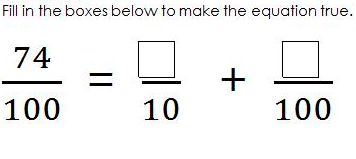 Fill in the boxes below to make the equation true.
74/100 = □/10 + □/100